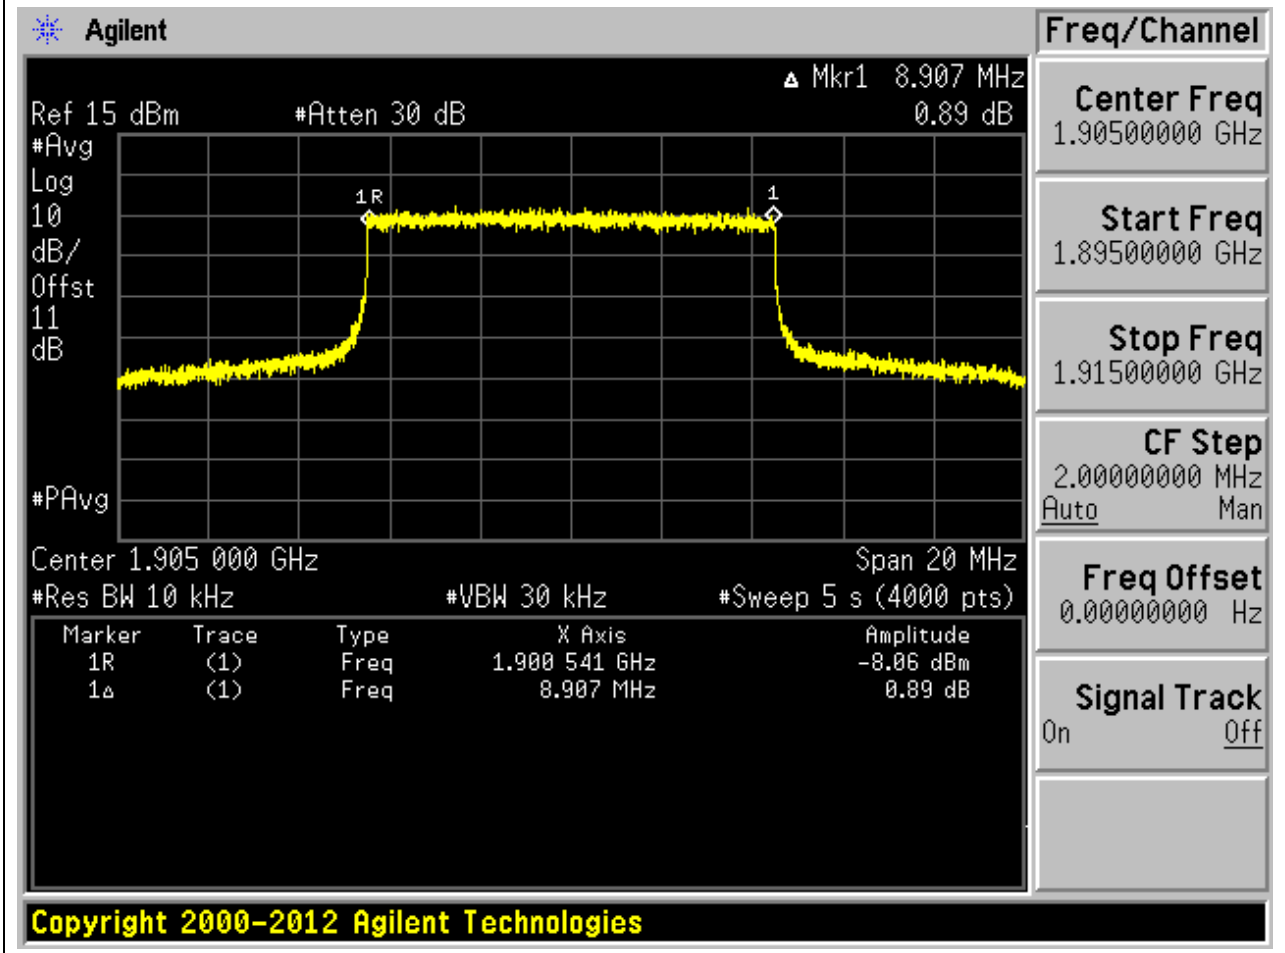 Agilent
Freq/Channel
▵ Mkr1 8.907 MHz
Ref 15 dBm #Atten 30 dB 0.89 dB
#Avg
Log
10
dB/
Offst
11
dB
1R
1
#PAvg
Center 1.905 000 GHz Span 20 MHz
#Res BW 10 kHz #VBW 30 kHz #Sweep 5 s (4000 pts)
Marker Trace Type X Axis Amplitude
1R (1) Freq 1.900 541 GHz -8.06 dBm
1▵ (1) Freq 8.907 MHz 0.89 dB
Center Freq
1.90500000 GHz
Start Freq
1.89500000 GHz
Stop Freq
1.91500000 GHz
CF Step
2.00000000 MHz
Auto Man
Freq Offset
0.00000000 Hz
Signal Track
On Off
Copyright 2000-2012 Agilent Technologies